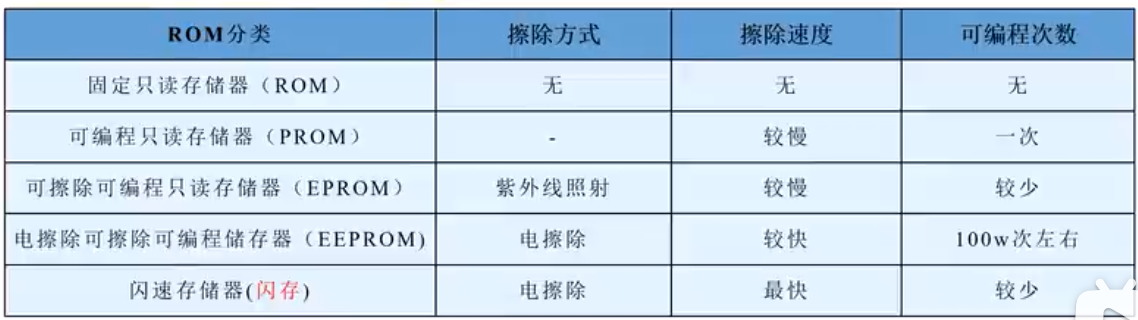 ROM分类 擦除方式 擦除速度 可编程次数
固定只读存储器（ROM） 无 无 无
可编程只读存储器（PROM） - 较慢 一次
可擦除可编程只读存储器（EPROM） 紫外线照射 较慢 较少
电擦除可擦除可编程储存器（EEPROM) 电擦除 较快 100w次左右
闪速存储器(闪存) 电擦除 最快 较少